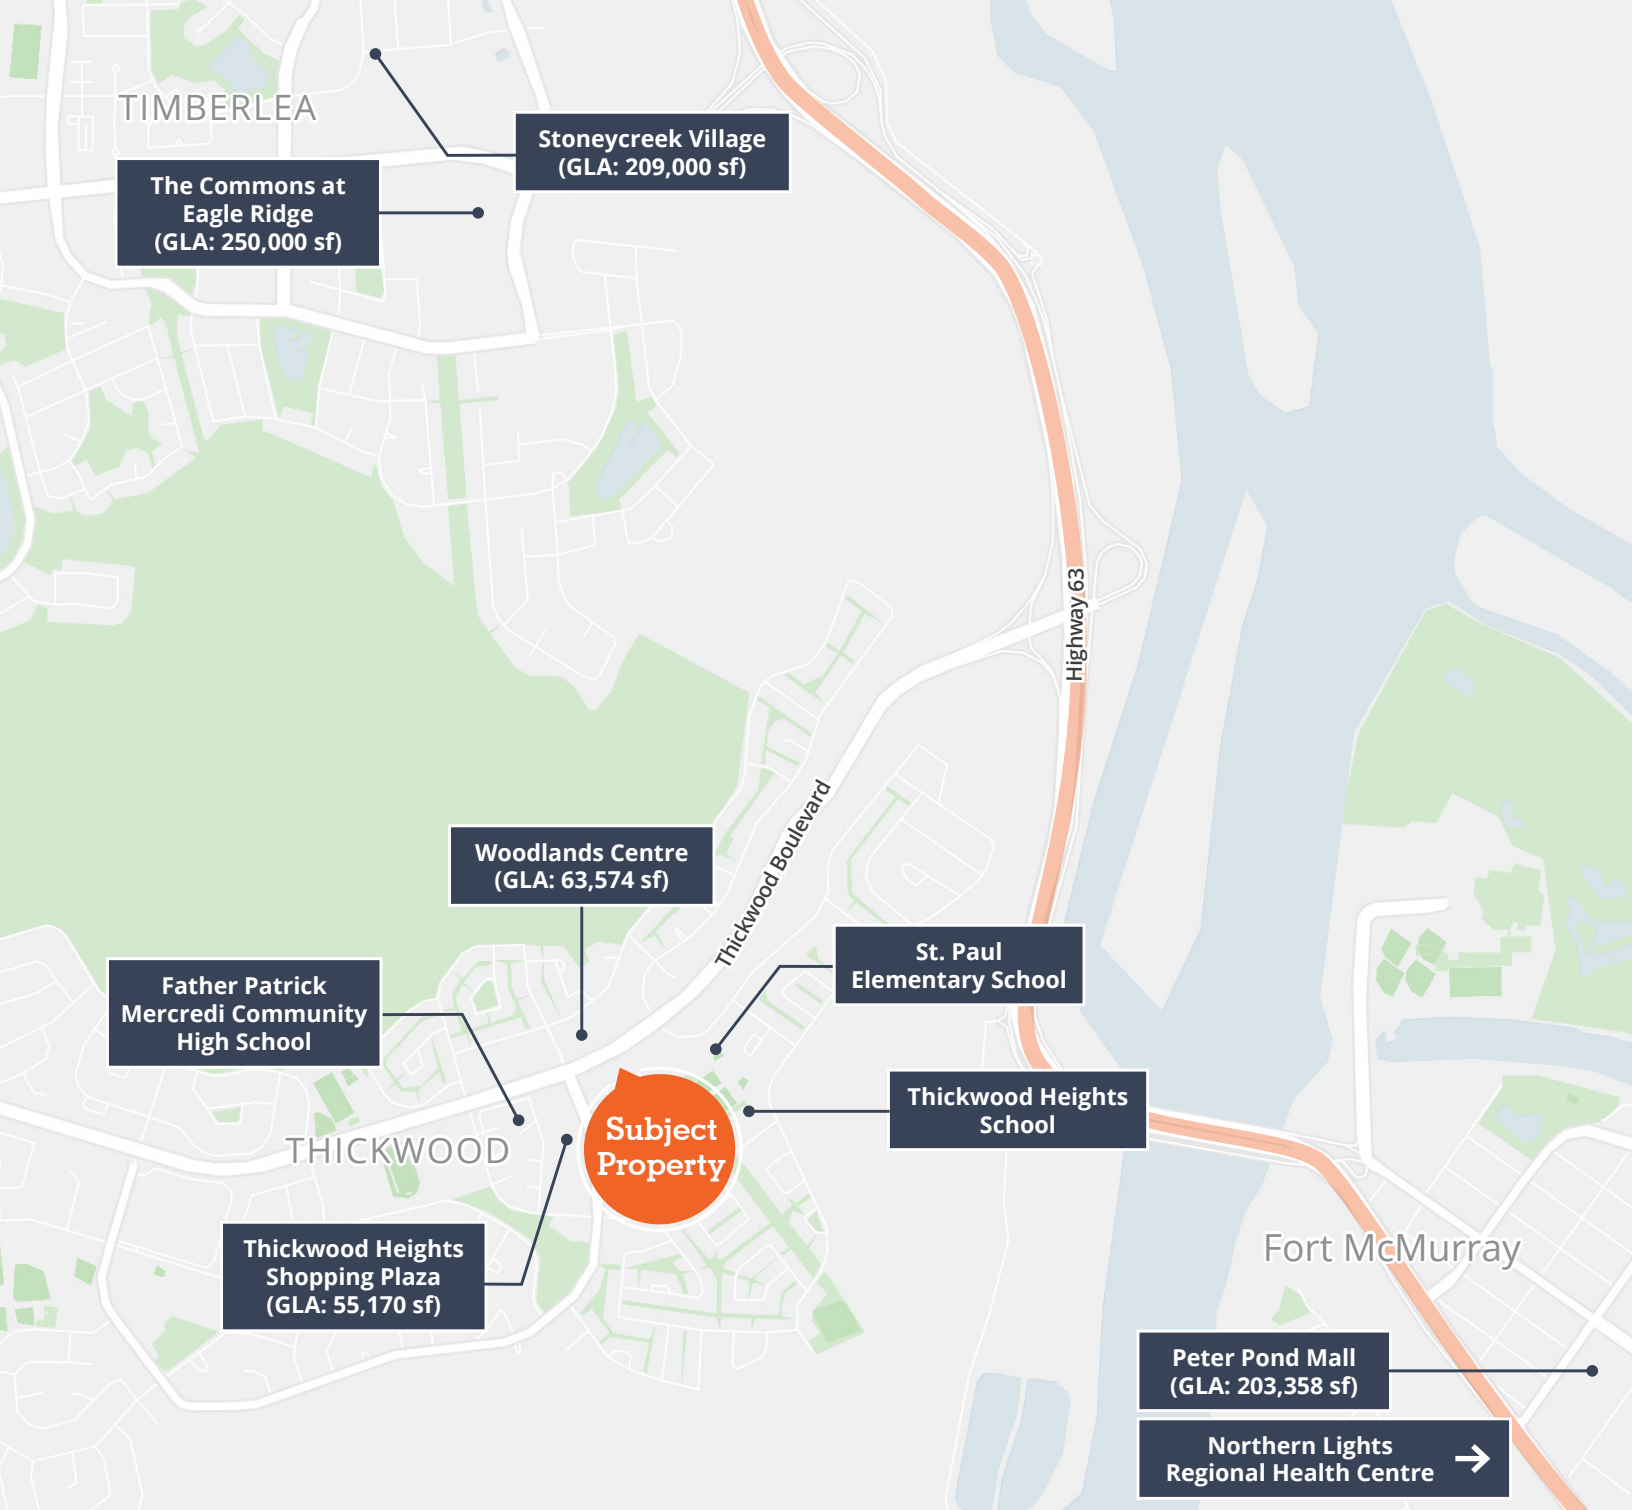 TIMBERLEA
Stoneycreek Village
(GLA: 209,000 sf)
The Commons at
Eagle Ridge
(GLA: 250,000 sf)
Highway 63
Thickwood Boulevard
Woodlands Centre
(GLA: 63,574 sf)
St. Paul
Elementary School
Father Patrick
Mercredi Community
High School
Thickwood Heights
School
Subject
Property
THICKWOOD
Thickwood Heights
Shopping Plaza
(GLA: 55,170 sf)
Fort McMurray
Peter Pond Mall
(GLA: 203,358 sf)
Northern Lights
Regional Health Centre